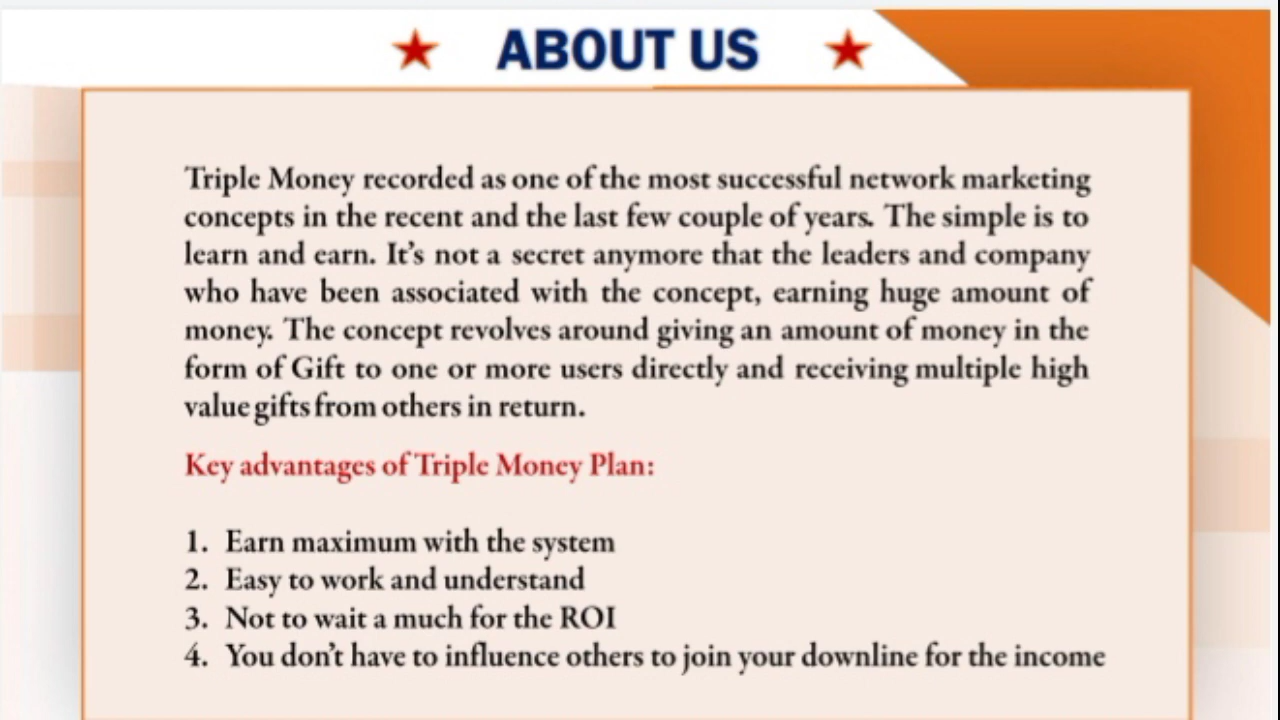 ABOUT US
Triple Money recorded as one of the most successful network marketing
concepts in the recent and the last few couple of years. The simple is to
learn and earn. It's not a secret anymore that the leaders and company
who have been associated with the concept, earning huge amount of
money. The concept revolves around giving an amount of money in the
form of Gift to one or more users directly and receiving multiple high
value gifts from others in return.
Key advantages of Triple Money Plan:
1. Earn maximum with the system
2. Easy to work and understand
3. Not to wait a much for the ROI
4. You don't have to influence others to join your downline for the income